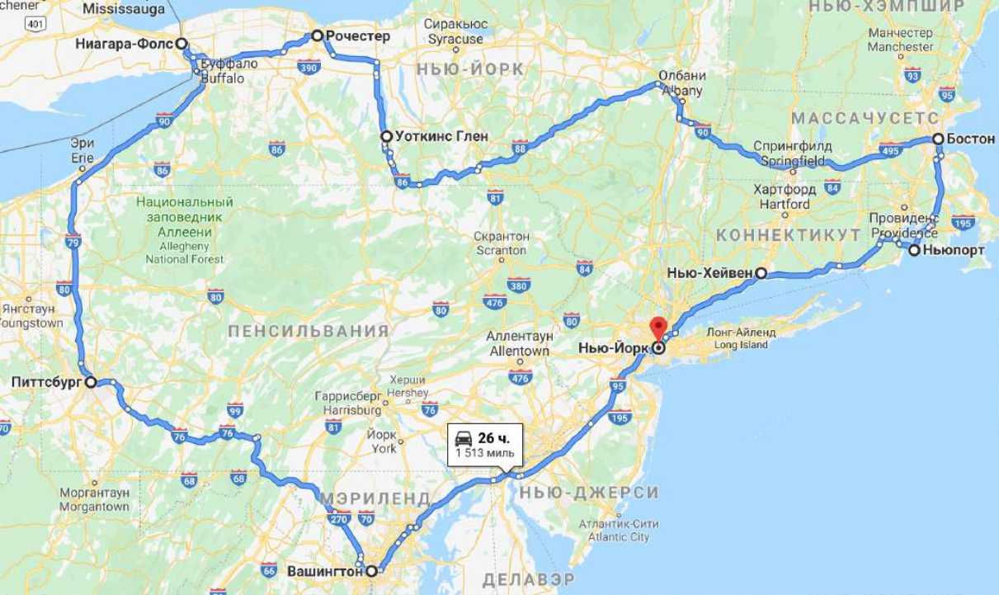 chener
Mississauga
401
НЬЮ-ХЭМПШИР
Ниагара-Фолс
Рочестер
Сиракьюс
Syracuse
Манчестер
Manchester
Буффало
Buffalo
390
НЬЮ-ЙОРК
Олбани
Albany
93
95
90
МАССАЧУСЕТС
90
Уоткинс Глен
Эри
Erie
86
88
Спрингфилд
Springfield
495
Бостон
86
86
Хартфорд
Hartford
84
81
Национальный
заповедник
Аллегени
Allegheny
National Forest
Провиденс
Providence
195
79
Скрантон
Scranton
КОННЕКТИКУТ
Ньюпорт
84
Нью-Хейвен
80
80
380
476
80
80
Янгстаун
Youngstown
ПЕНСИЛЬВАНИЯ
Аллентаун
Allentown
Нью-Йорк
Лонг-Айленд
Long Island
Питтсбург
476
95
Херши
Hershey
Гаррисберг
Harrisburg
99
76
195
70
76
76
81
Йорк
York
26 ч.
1 513 миль
68
68
Моргантаун
Morgantown
МЭРИЛЕНД
НЬЮ-ДЖЕРСИ
270
70
Атлантик-Сити
Atlantic City
66
Вашингтон
ДЕЛАВЭР